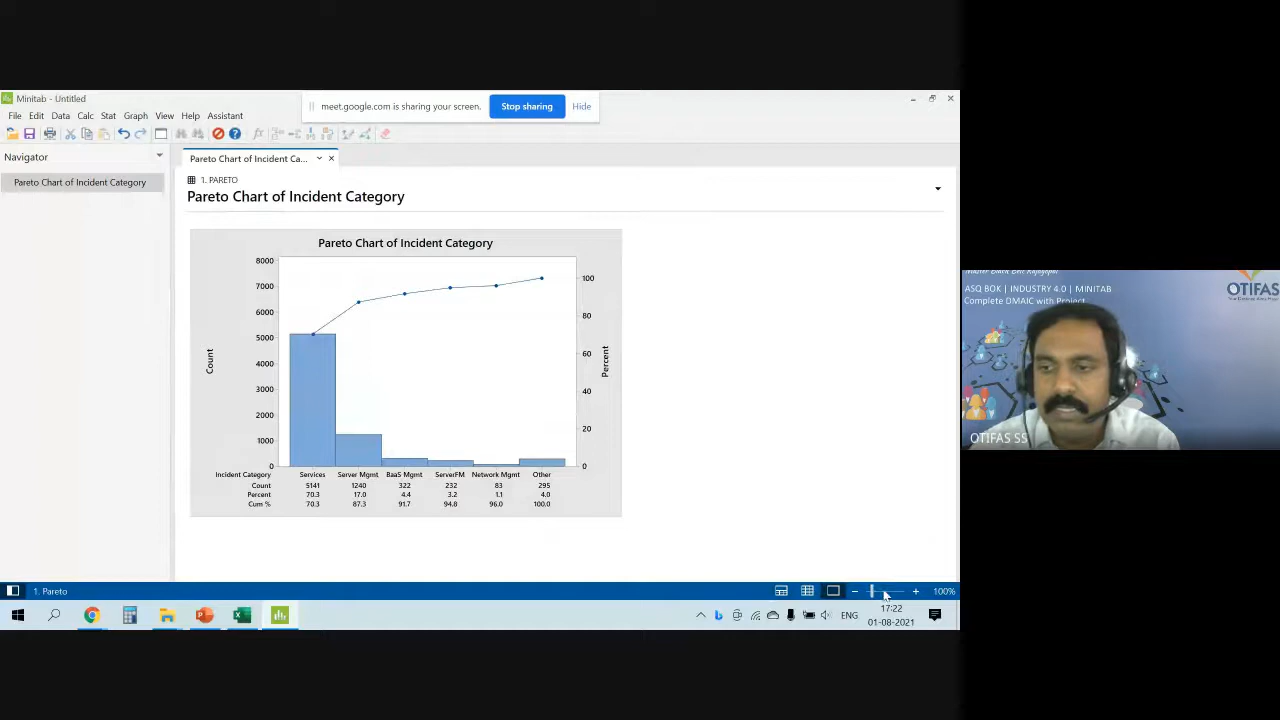 Minitab - Untitled
meet.google.com is sharing your screen.
Stop sharing
Hide
File Edit Data Calc Stat Graph View Help Assistant
Navigator
Pareto Chart of Incident Ca...
Pareto Chart of Incident Category
1. PARETO
Pareto Chart of Incident Category
Pareto Chart of Incident Category
8000
7000
6000
5000
4000
3000
2000
1000
0
Count
100
80
60
40
20
0
Percent
Incident Category Services Server Mgmt BaaS Mgmt ServerFM Network Mgmt Other
Count 5141 1240 322 232 83 295
Percent 70.3 17.0 4.4 3.2 1.1 4.0
Cum % 70.3 87.3 91.7 94.8 96.0 100.0
ASQ BOK | INDUSTRY 4.0 | MINITAB
Complete DMAIC with Project
OTIFAS
OTIFAS SS
1. Pareto
100%
ENG
17:22
01-08-2021